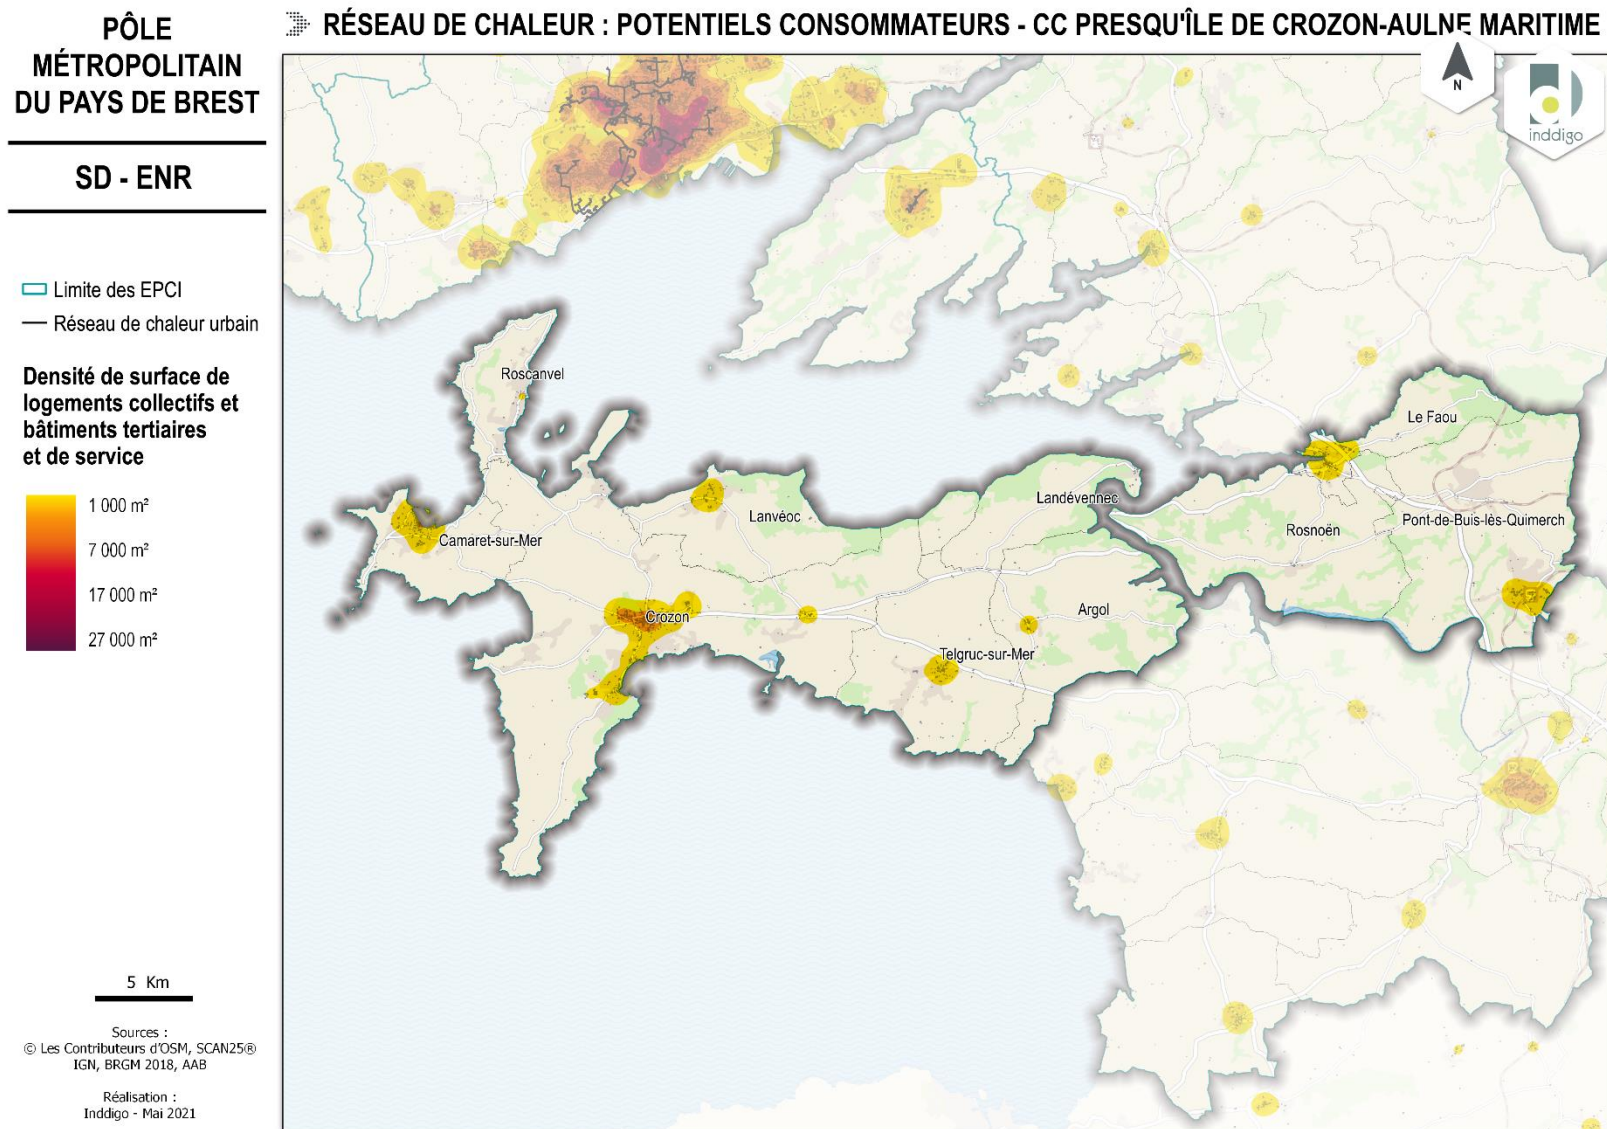 PÔLE
MÉTROPOLITAIN
DU PAYS DE BREST
SD - ENR
RÉSEAU DE CHALEUR : POTENTIELS CONSOMMATEURS - CC PRESQU'ÎLE DE CROZON-AULNE MARITIME
N
inddigo
Limite des EPCI
Réseau de chaleur urbain
Densité de surface de
logements collectifs et
bâtiments tertiaires
et de service
1 000 m²
7 000 m²
17 000 m²
27 000 m²
Roscanvel
Le Faou
Landévennec
Lanvéoc
Camaret-sur-Mer
Rosnoën
Pont-de-Buis-lès-Quimerch
Crozon
Argol
Telgruc-sur-Mer
5 Km
Sources :
© Les Contributeurs d'OSM, SCAN25®
IGN, BRGM 2018, AAB
Réalisation :
Inddigo - Mai 2021